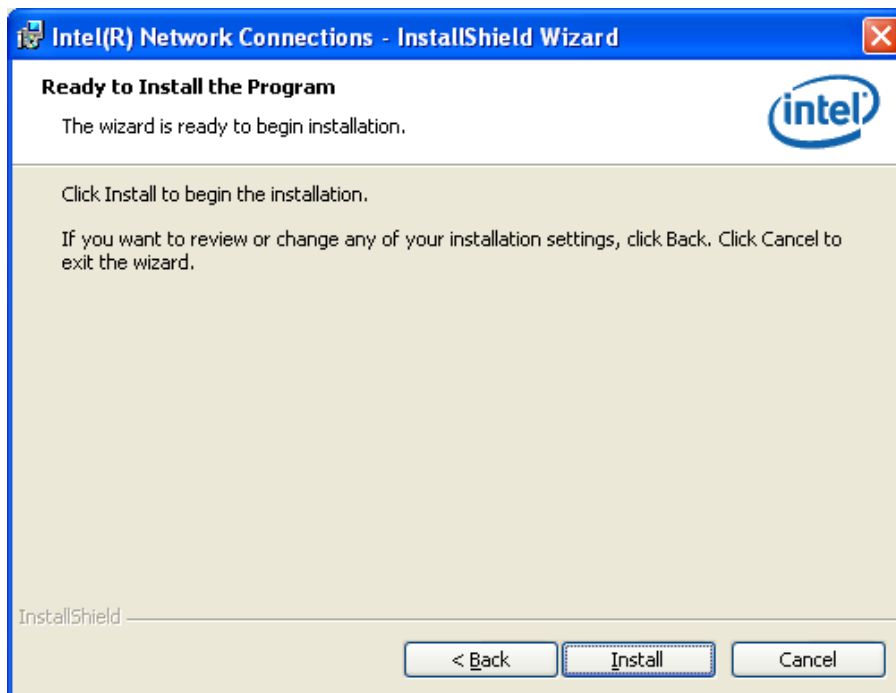 Intel(R) Network Connections - InstallShield Wizard
Ready to Install the Program
The wizard is ready to begin installation.
intel
Click Install to begin the installation.
If you want to review or change any of your installation settings, click Back. Click Cancel to
exit the wizard.
InstallShield
< Back
Install
Cancel